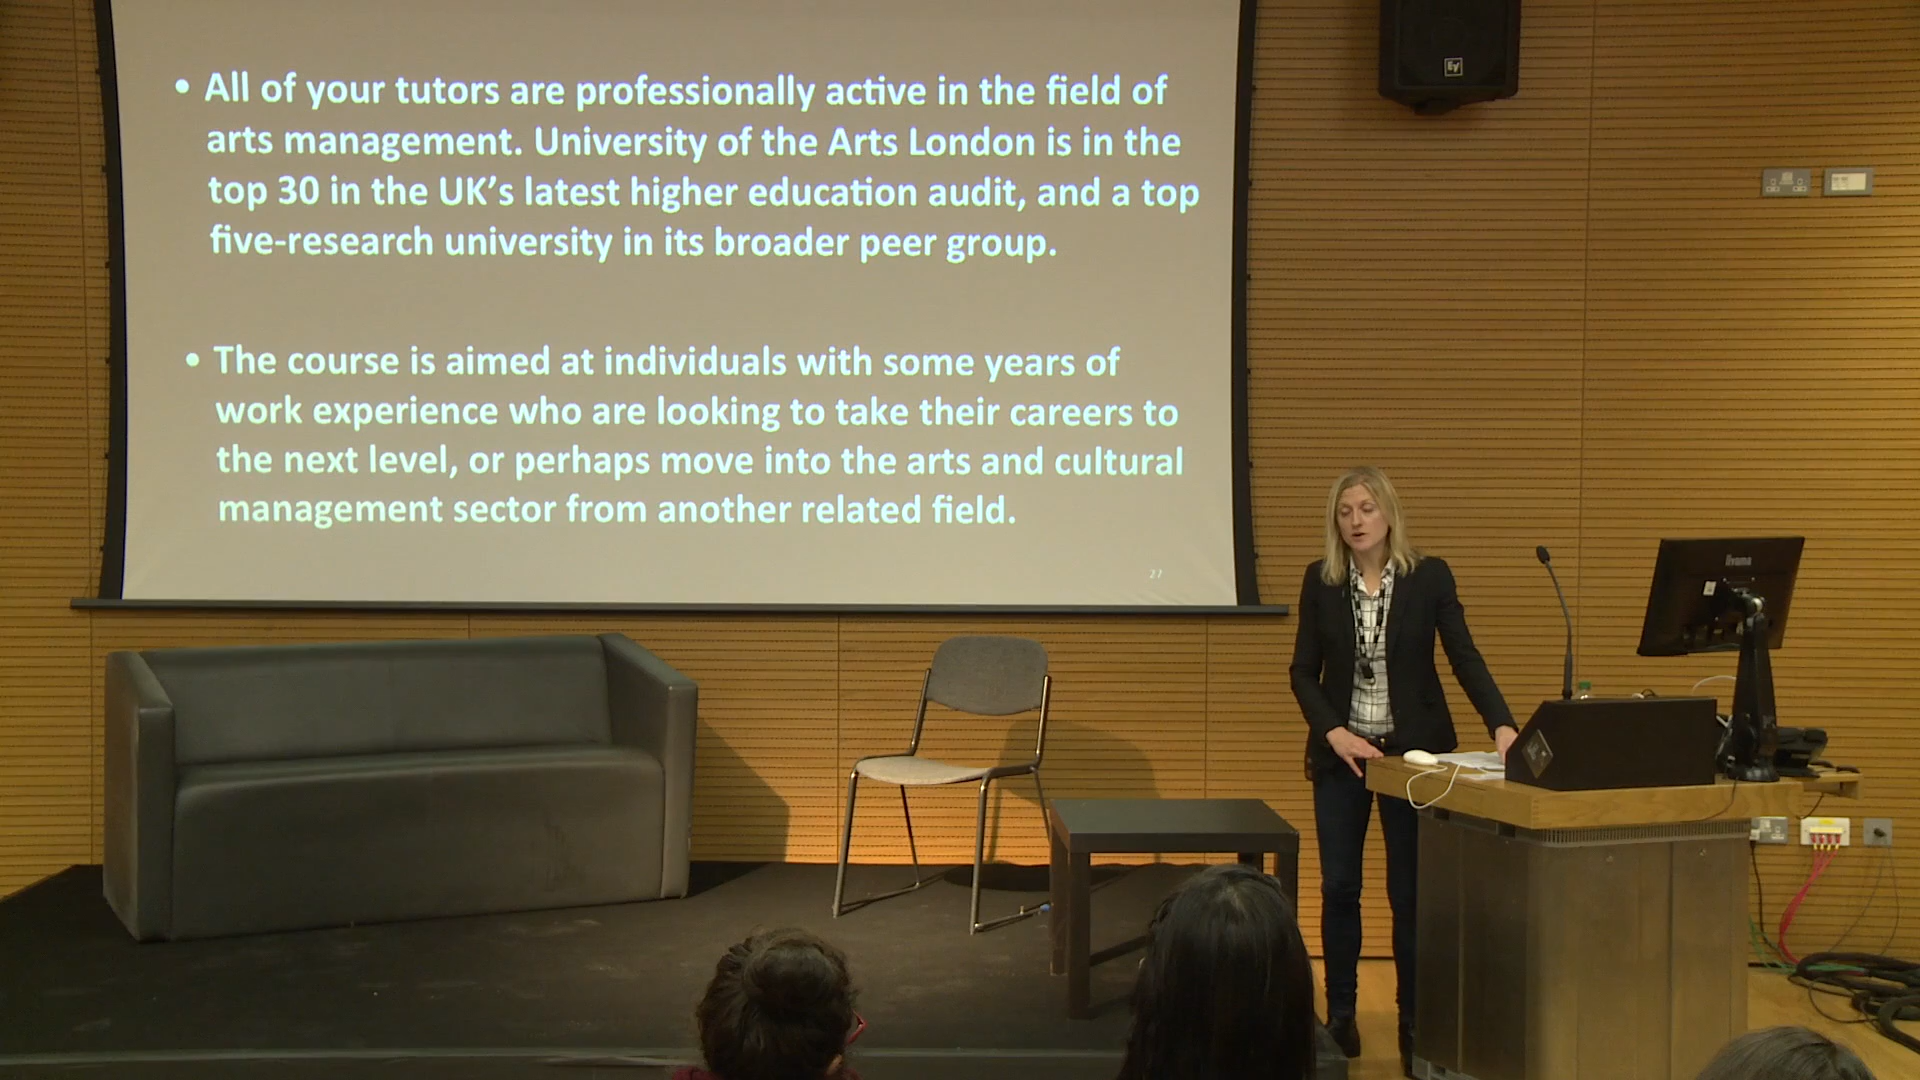 • All of your tutors are professionally active in the field of
arts management. University of the Arts London is in the
top 30 in the UK's latest higher education audit, and a top
five-research university in its broader peer group.
• The course is aimed at individuals with some years of
work experience who are looking to take their careers to
the next level, or perhaps move into the arts and cultural
management sector from another related field.
27
EV
iiyama